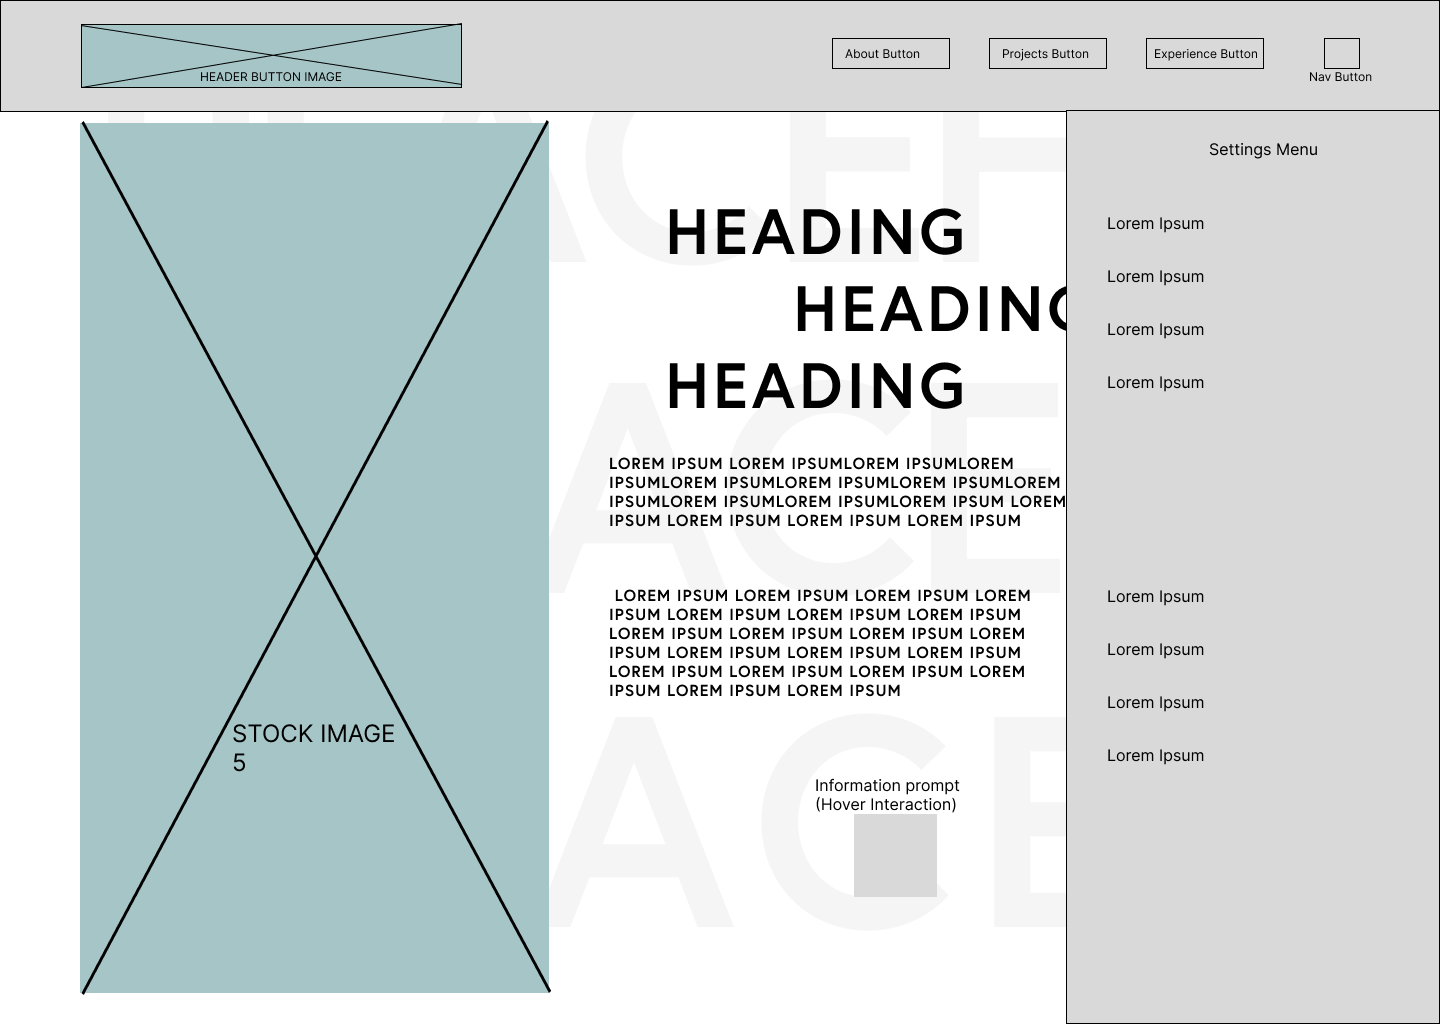 HEADER BUTTON IMAGE
About Button
Projects Button
Experience Button
Nav Button
HEADING
HEADING
HEADING
LOREM IPSUM LOREM IPSUMLOREM IPSUMLOREM
IPSUMLOREM IPSUMLOREM IPSUMLOREM IPSUMLOREM
IPSUMLOREM IPSUMLOREM IPSUMLOREM IPSUM LOREM
IPSUM LOREM IPSUM LOREM IPSUM LOREM IPSUM
LOREM IPSUM LOREM IPSUM LOREM IPSUM LOREM
IPSUM LOREM IPSUM LOREM IPSUM LOREM IPSUM
LOREM IPSUM LOREM IPSUM LOREM IPSUM LOREM
IPSUM LOREM IPSUM LOREM IPSUM LOREM IPSUM
LOREM IPSUM LOREM IPSUM LOREM IPSUM LOREM
IPSUM LOREM IPSUM LOREM IPSUM
STOCK IMAGE
5
Information prompt
(Hover Interaction)
Settings Menu
Lorem Ipsum
Lorem Ipsum
Lorem Ipsum
Lorem Ipsum
Lorem Ipsum
Lorem Ipsum
Lorem Ipsum
Lorem Ipsum